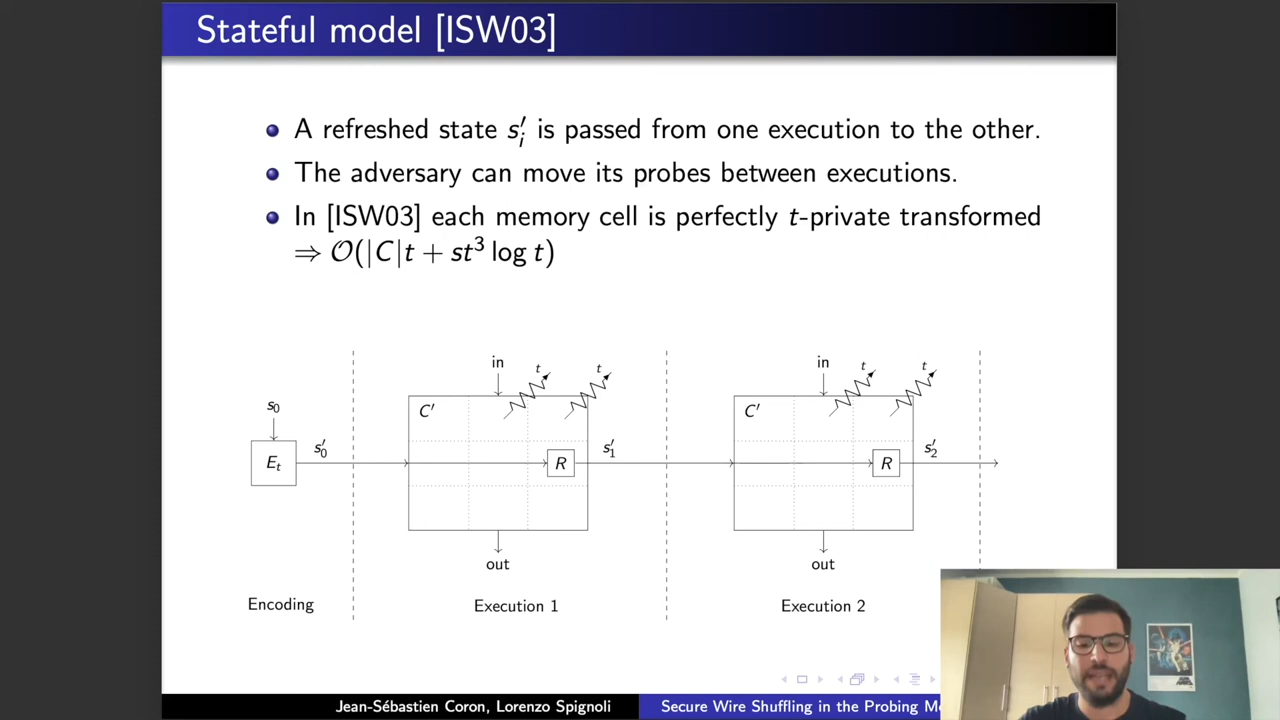 Stateful model [ISW03]
A refreshed state s′ᵢ is passed from one execution to the other.
The adversary can move its probes between executions.
In [ISW03] each memory cell is perfectly t-private transformed
⇒ O(|C|t + st³ log t)
in t t in t t
s₀ C′ C′
s′₀ s′₁ s′₂
Eₜ R R
out out
Encoding Execution 1 Execution 2
Jean-Sébastien Coron, Lorenzo Spignoli Secure Wire Shuffling in the Probing